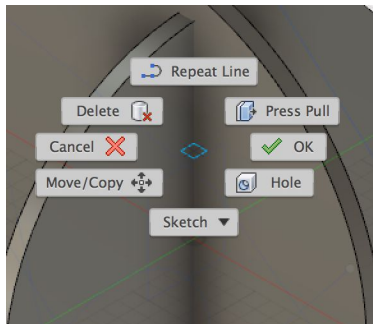 Repeat Line
Delete
Press Pull
Cancel
OK
Move/Copy
Hole
Sketch